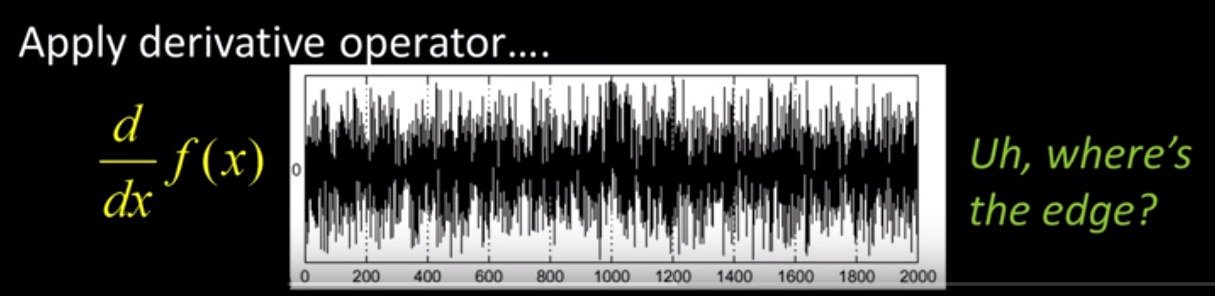 Apply derivative operator....
d
dx
f(x)
0
Uh, where's
the edge?
0 200 400 600 800 1000 1200 1400 1600 1800 2000